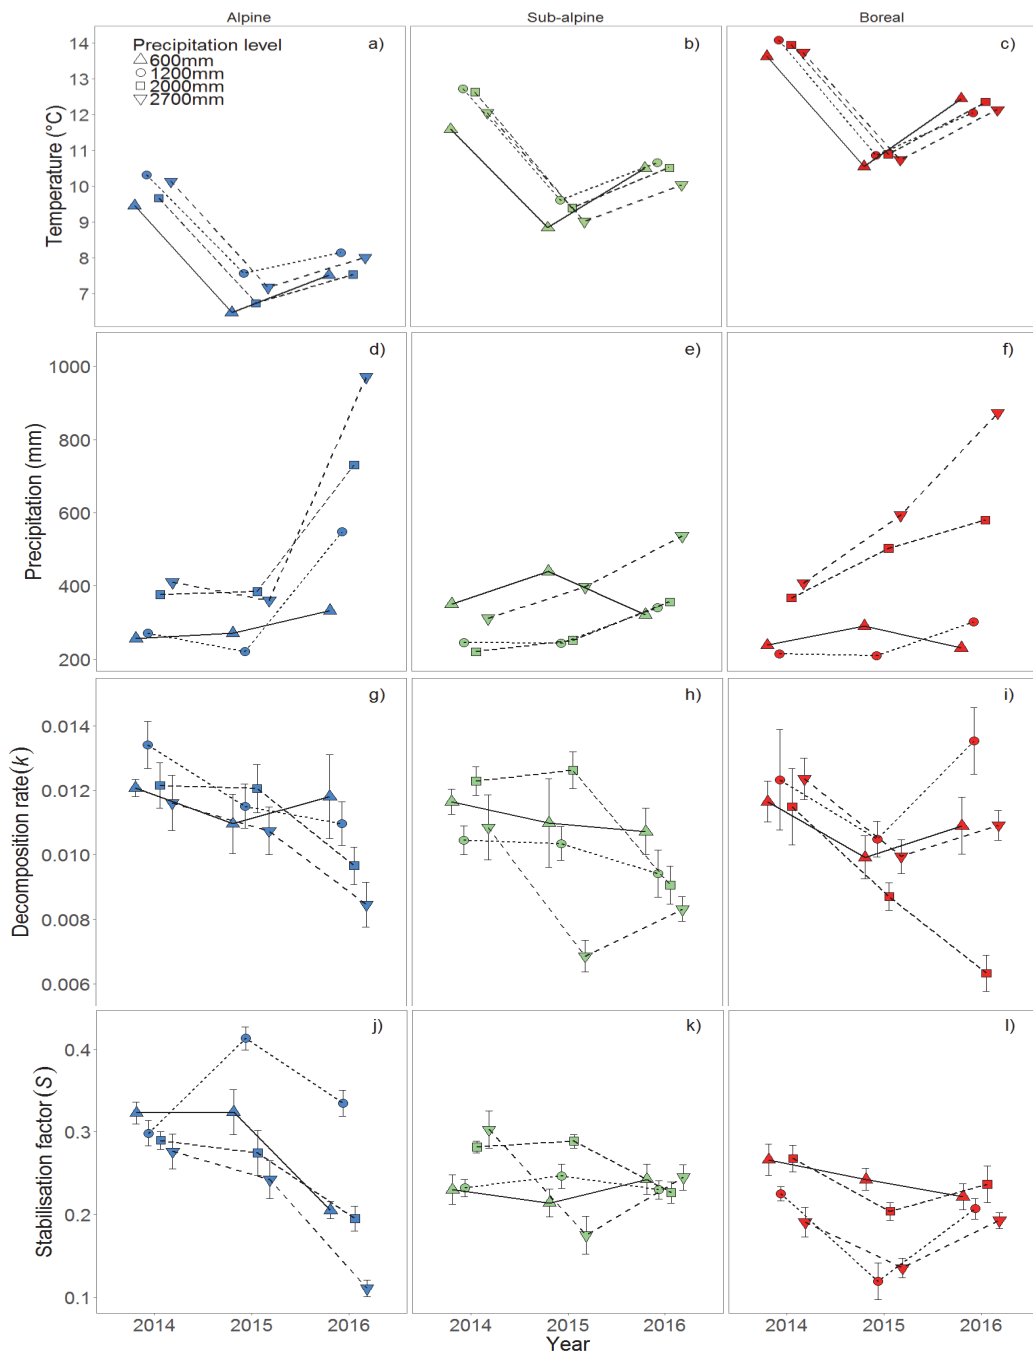 Alpine Sub-alpine Boreal
Precipitation level
600mm
1200mm
2000mm
2700mm
a) b) c)
Temperature (°C)
14
13
12
11
10
9
8
7
d) e) f)
Precipitation (mm)
1000
800
600
400
200
g) h) i)
Decomposition rate(k)
0.014
0.012
0.010
0.008
0.006
j) k) l)
Stabilisation factor (S)
0.4
0.3
0.2
0.1
2014 2015 2016 2014 2015 2016 2014 2015 2016
Year